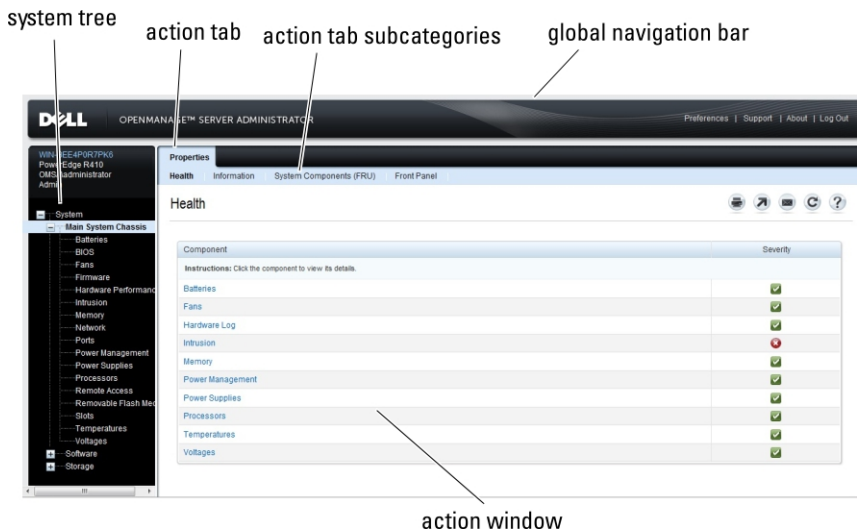 system tree
action tab
action tab subcategories
global navigation bar
DELL OPENMANAGE™ SERVER ADMINISTRATOR
Preferences | Support | About | Log Out
PowerEdge R410
Admin
Properties
Health Information System Components (FRU) Front Panel
Health
System
Main System Chassis
Batteries
BIOS
Fans
Firmware
Hardware Performanc
Intrusion
Memory
Network
Ports
Power Management
Power Supplies
Processors
Remote Access
Removable Flash Med
Slots
Temperatures
Voltages
Software
Storage
Component Severity
Instructions: Click the component to view its details.
Batteries
Fans
Hardware Log
Intrusion
Memory
Power Management
Power Supplies
Processors
Temperatures
Voltages
action window